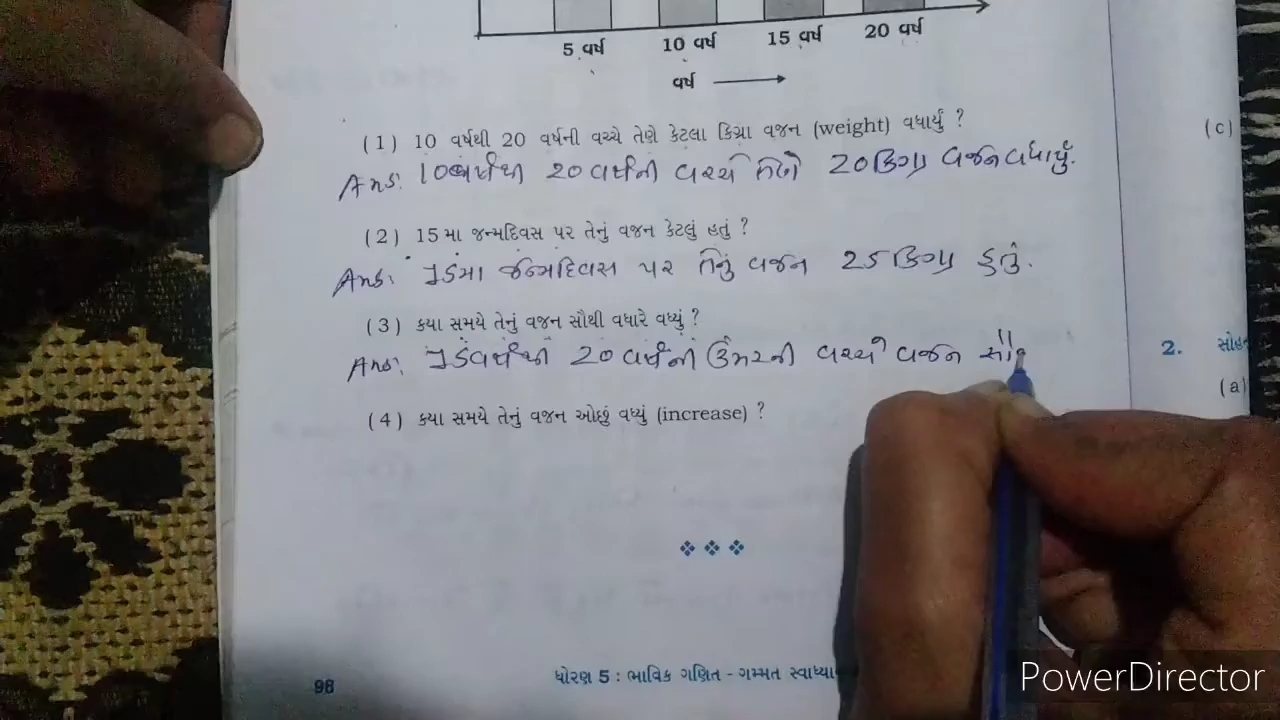 5 વર્ષ 10 વર્ષ 15 વર્ષ 20 વર્ષ
વર્ષ
(1) 10 વર્ષથી 20 વર્ષની વચ્ચે તેણે કેટલા કિગ્રા વજન (weight) વધાર્યું ?
Ans: 10 વર્ષથી 20 વર્ષની વચ્ચે તેણે 20 કિગ્રા વજન વધાર્યું.
(2) 15 મા જન્મદિવસ પર તેનું વજન કેટલું હતું ?
Ans: મા જન્મદિવસ પર તેનું વજન 25 કિગ્રા હતું.
(3) કયા સમયે તેનું વજન સૌથી વધારે વધ્યું ?
Ans: વર્ષથી 20 વર્ષની ઉંમરની વચ્ચે વજન
(4) કયા સમયે તેનું વજન ઓછું વધ્યું (increase) ?
98
ધોરણ 5 : ભાવિક ગણિત - ગમ્મત
(c)
2.
(a)
PowerDirector